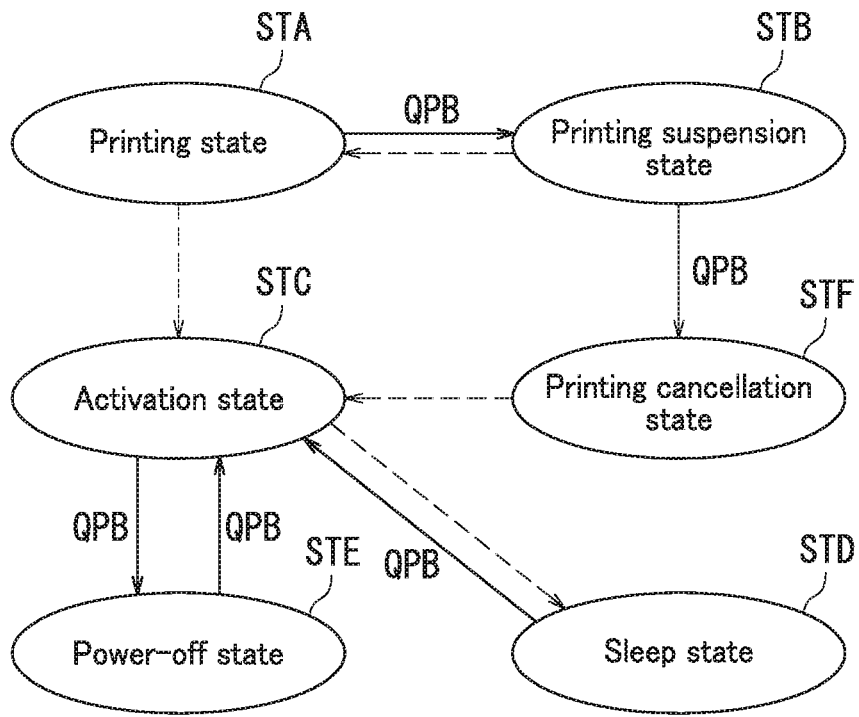 STA
STB
Printing state
QPB
Printing suspension
state
QPB
STC
STF
Activation state
Printing cancellation
state
QPB
QPB
STE
QPB
STD
Power-off state
Sleep state